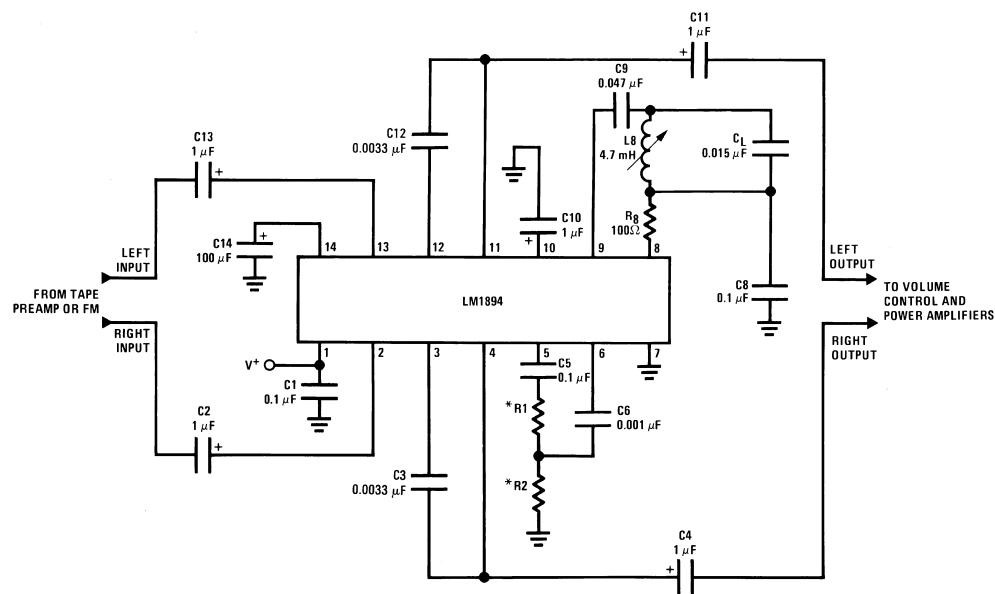 C11
1 μF
+
C9
0.047 μF
C12
0.0033 μF
L8
4.7 mH
CL
0.015 μF
C13
1 μF
+
C10
1 μF
+
R8
100Ω
C14
100 μF
+
14
13
12
11
10
9
8
LEFT
INPUT
LEFT
OUTPUT
FROM TAPE
PREAMP OR FM
LM1894
C8
0.1 μF
TO VOLUME
CONTROL AND
POWER AMPLIFIERS
RIGHT
INPUT
RIGHT
OUTPUT
1
2
3
4
5
6
7
V+
C1
0.1 μF
C5
0.1 μF
*R1
C6
0.001 μF
C2
1 μF
+
C3
0.0033 μF
*R2
C4
1 μF
+